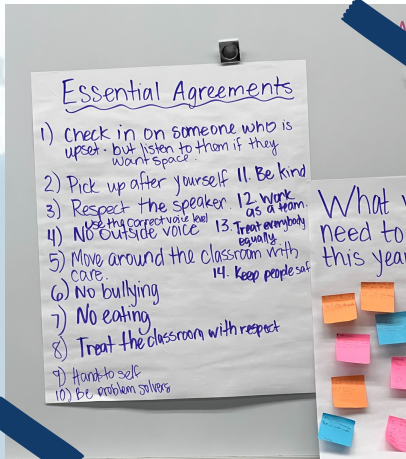 Essential Agreements
1) Check in on someone who is
upset. but listen to them if they
want space.
2) Pick up after yourself
3) Respect the speaker.
use thg correct voice level
4) No outside voice
5) Move around the classroom with
care.
6) No bullying
7) No eating
8) Treat the classroom with respect
9) Hands to self
10) Be problem solvers
11. Be kind
12. Work
as a team.
13. Treat everybody
equally
14. Keep people saf
What
need to
this year